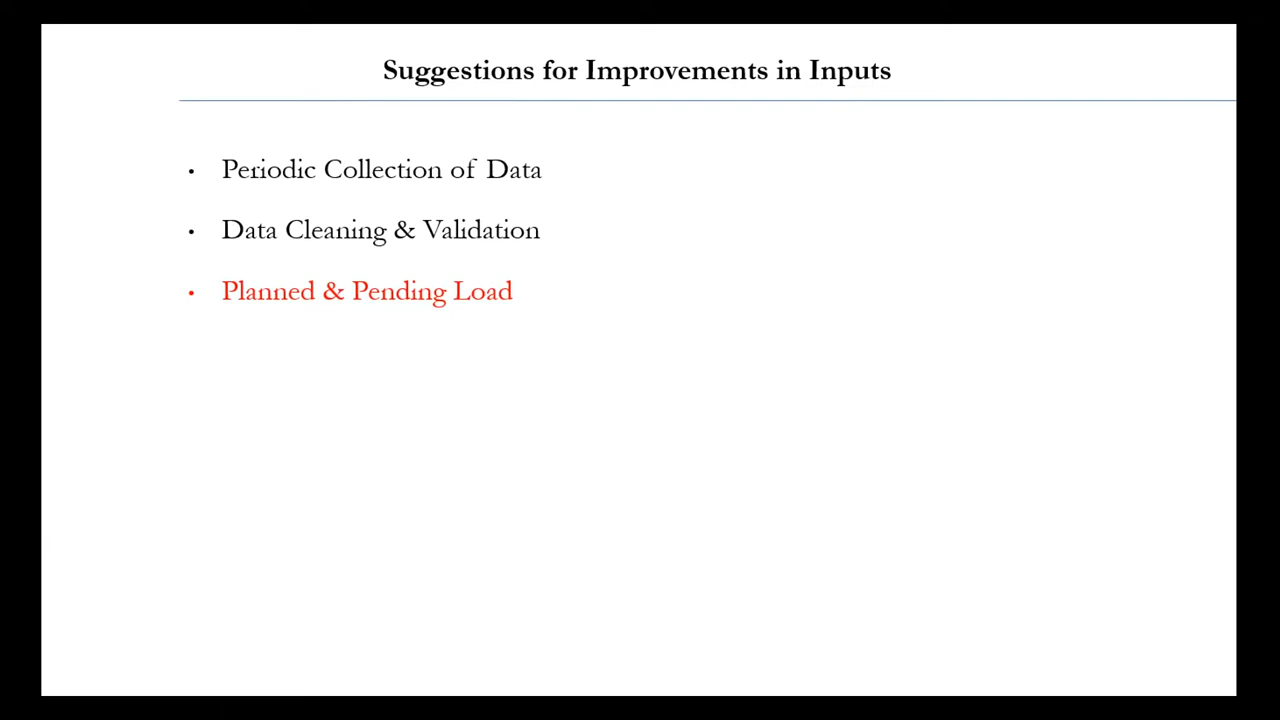 Suggestions for Improvements in Inputs
• Periodic Collection of Data
• Data Cleaning & Validation
• Planned & Pending Load